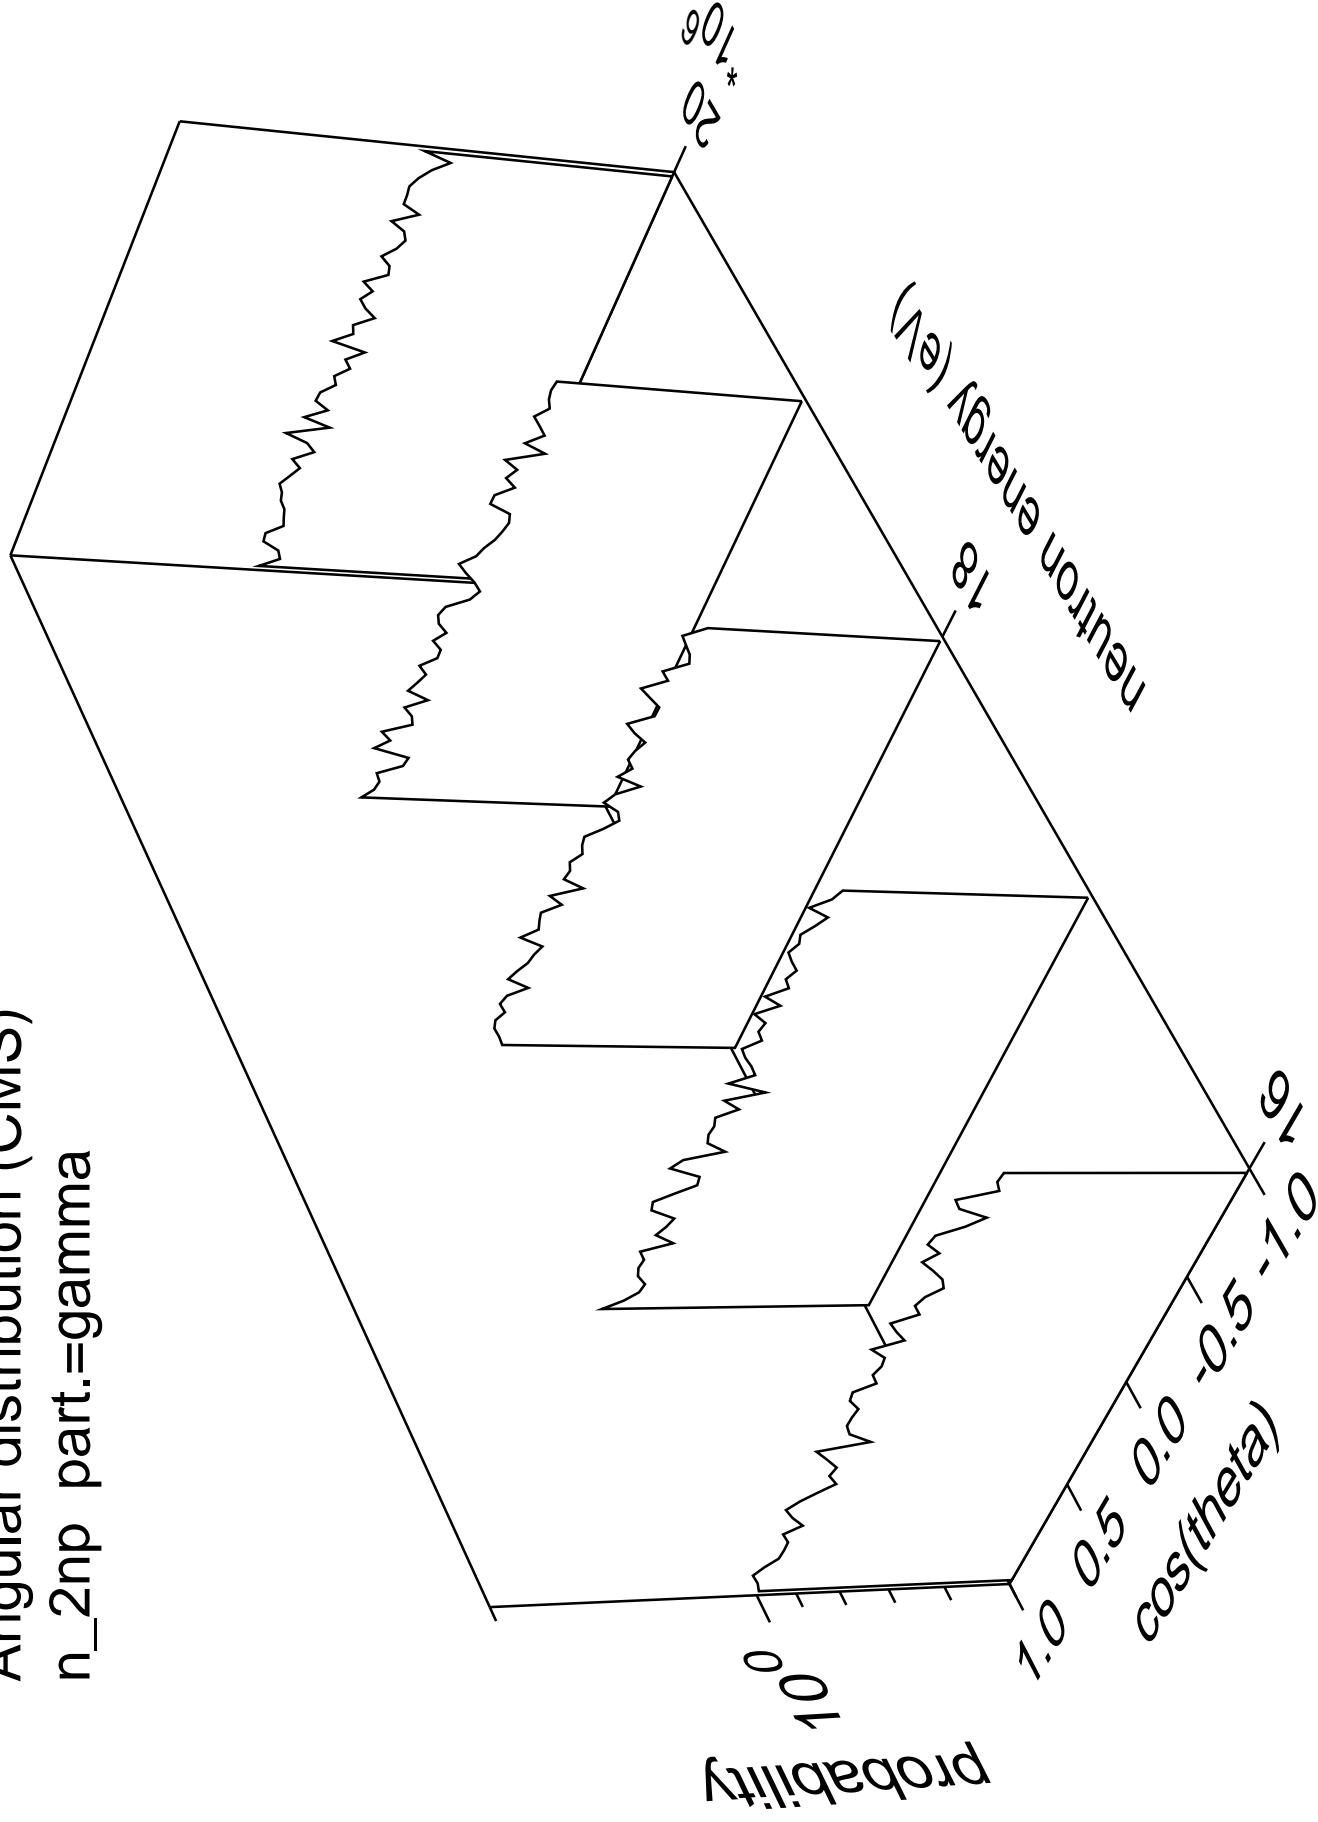 Angular distribution (CMS)
n_2np part.=gamma
probability
10^0
1.0 0.5 0.0 -0.5 -1.0
cos(theta)
16 18 20
*10^6
neutron energy (eV)